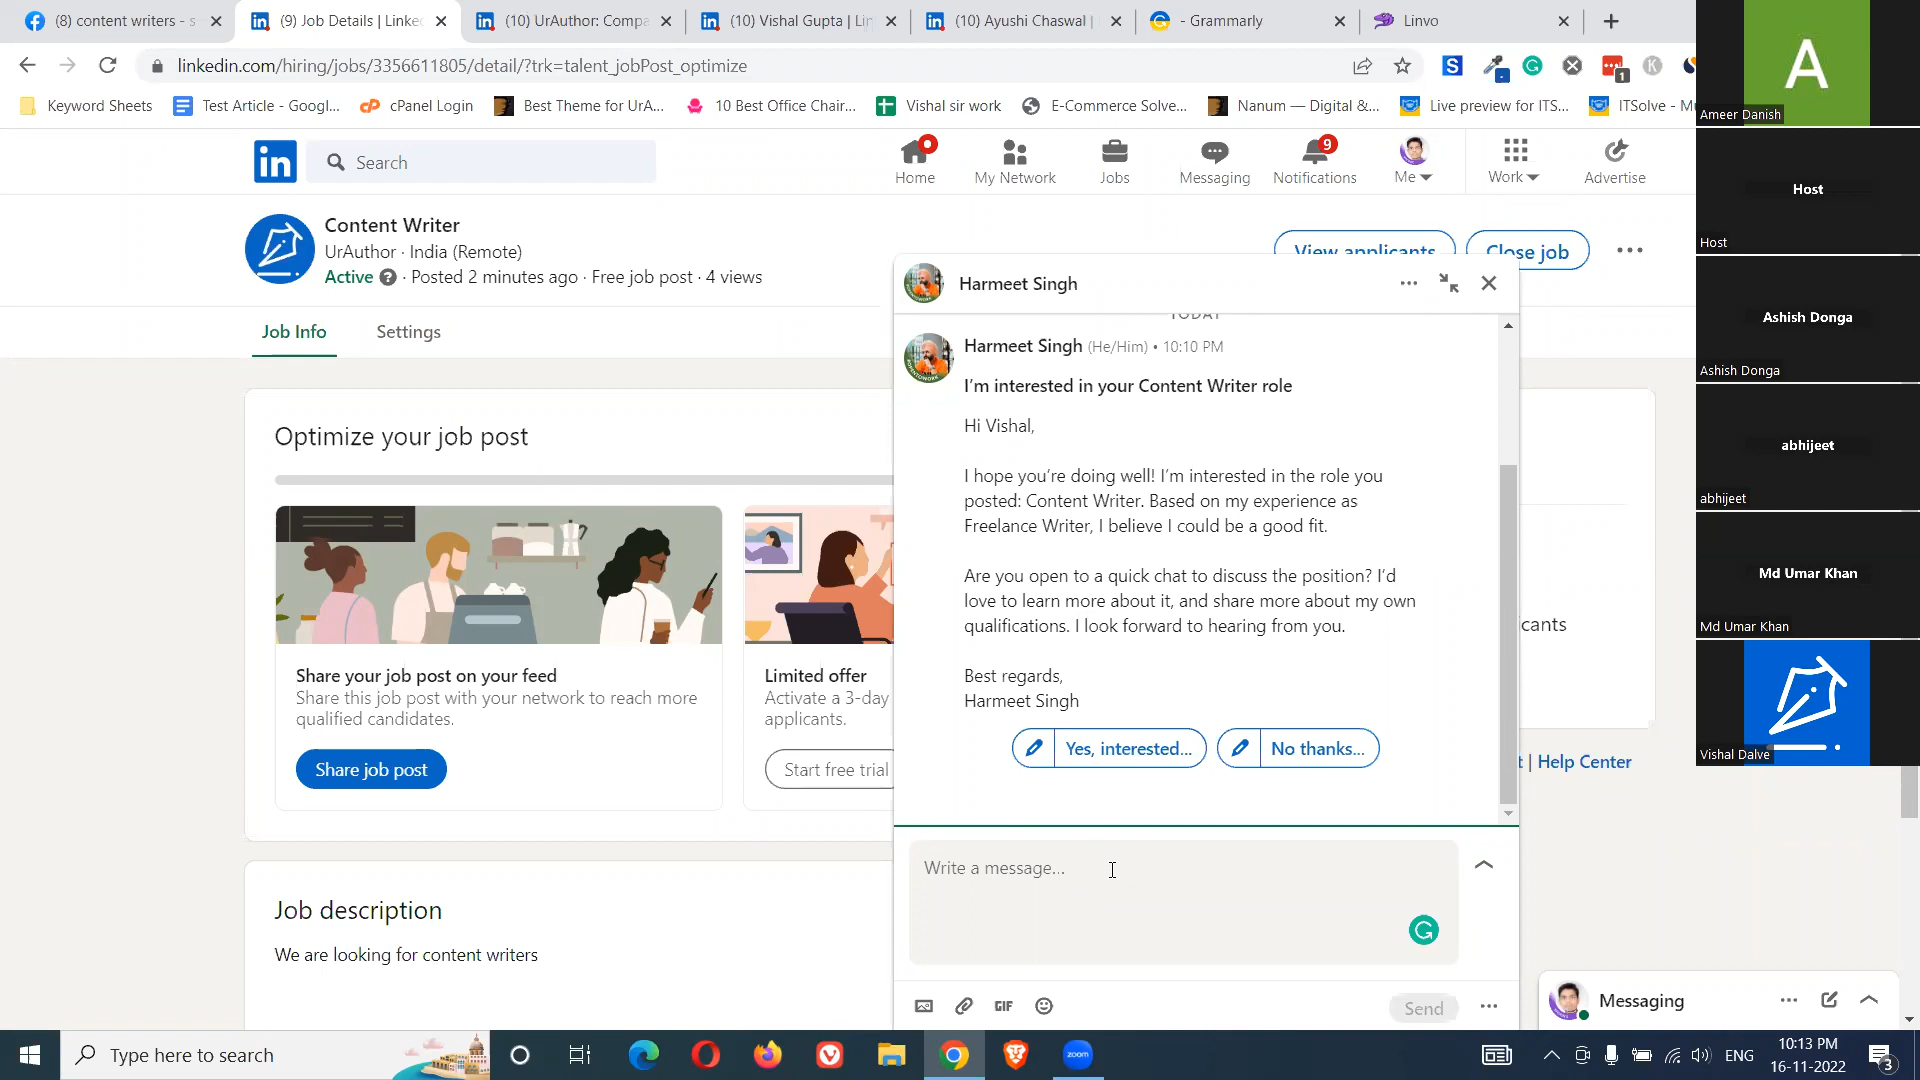 (8) content writers - s
(9) Job Details | Linke
(10) UrAuthor: Compa
(10) Vishal Gupta | Lin
(10) Ayushi Chaswal |
- Grammarly
Linvo
linkedin.com/hiring/jobs/3356611805/detail/?trk=talent_jobPost_optimize
Keyword Sheets
Test Article - Googl...
cPanel Login
Best Theme for UrA...
10 Best Office Chair...
Vishal sir work
E-Commerce Solve...
Nanum — Digital &...
Live preview for ITS...
ITSolve - M
in
Search
Home
My Network
Jobs
Messaging
9
Notifications
Me
Work
Advertise
Content Writer
UrAuthor · India (Remote)
Active · Posted 2 minutes ago · Free job post · 4 views
View applicants
Close job
Job Info
Settings
Optimize your job post
Share your job post on your feed
Share this job post with your network to reach more
qualified candidates.
Share job post
Limited offer
Activate a 3-day
applicants.
Start free trial
Job description
We are looking for content writers
Harmeet Singh
TODAY
Harmeet Singh (He/Him) • 10:10 PM
I'm interested in your Content Writer role
Hi Vishal,
I hope you're doing well! I'm interested in the role you
posted: Content Writer. Based on my experience as
Freelance Writer, I believe I could be a good fit.
Are you open to a quick chat to discuss the position? I'd
love to learn more about it, and share more about my own
qualifications. I look forward to hearing from you.
Best regards,
Harmeet Singh
Yes, interested...
No thanks...
Write a message...
GIF
Send
cants
t | Help Center
Messaging
A
Ameer Danish
Host
Host
Ashish Donga
Ashish Donga
abhijeet
abhijeet
Md Umar Khan
Md Umar Khan
Vishal Dalve
Type here to search
zoom
ENG
10:13 PM
16-11-2022
3